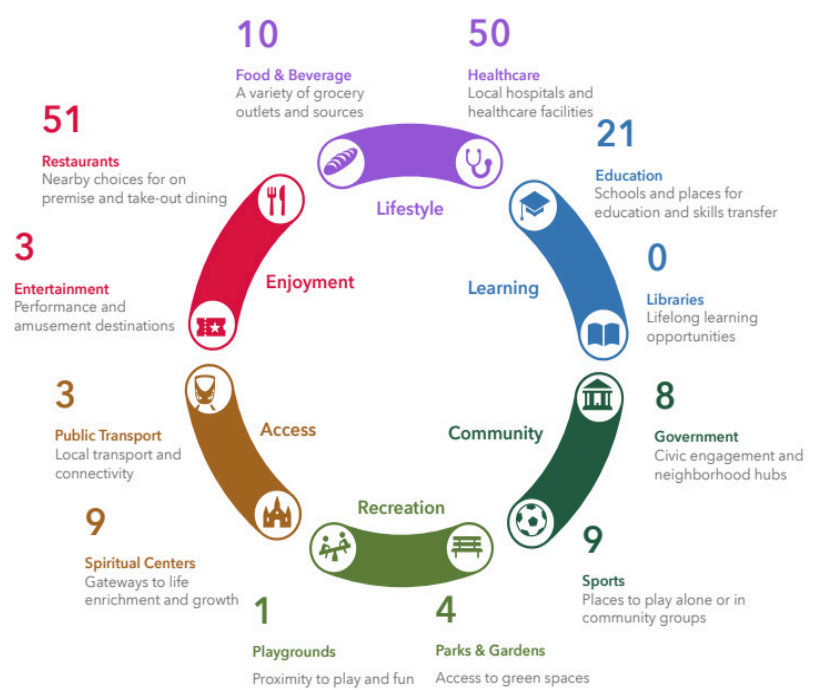 10
Food & Beverage
A variety of grocery
outlets and sources
50
Healthcare
Local hospitals and
healthcare facilities
51
Restaurants
Nearby choices for on
premise and take-out dining
21
Education
Schools and places for
education and skills transfer
Lifestyle
3
Entertainment
Performance and
amusement destinations
Enjoyment
Learning
0
Libraries
Lifelong learning
opportunities
3
Public Transport
Local transport and
connectivity
Access
Community
8
Government
Civic engagement and
neighborhood hubs
9
Spiritual Centers
Gateways to life
enrichment and growth
Recreation
9
Sports
Places to play alone or in
community groups
1
Playgrounds
Proximity to play and fun
4
Parks & Gardens
Access to green spaces